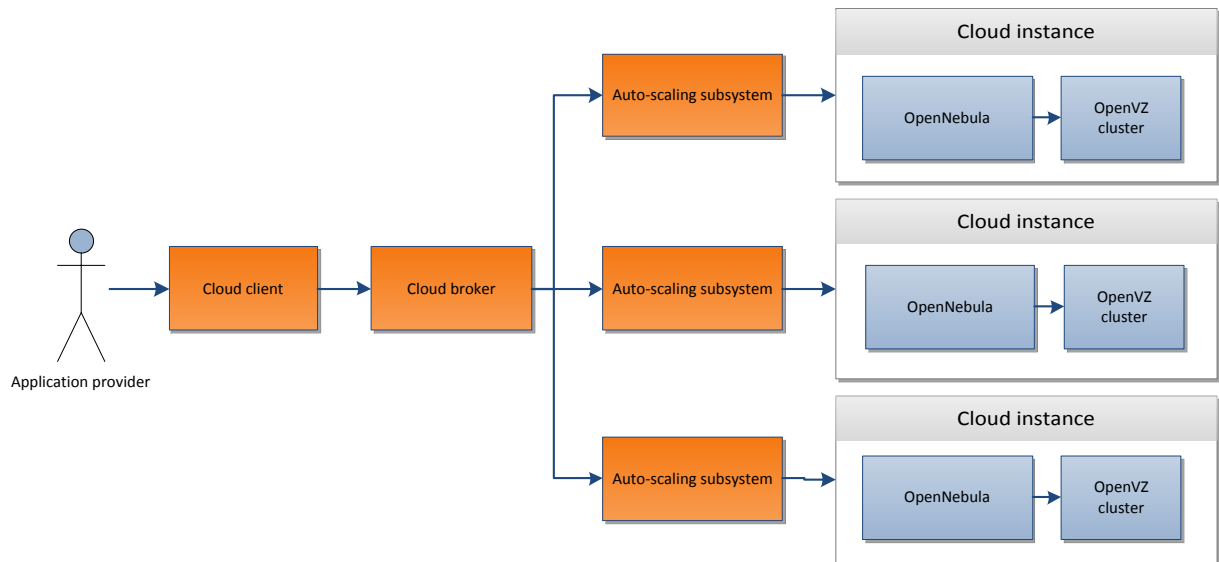 Cloud instance
Auto-scaling subsystem
OpenNebula
OpenVZ
cluster
Cloud instance
Cloud client
Cloud broker
Auto-scaling subsystem
OpenNebula
OpenVZ
cluster
Application provider
Cloud instance
Auto-scaling subsystem
OpenNebula
OpenVZ
cluster